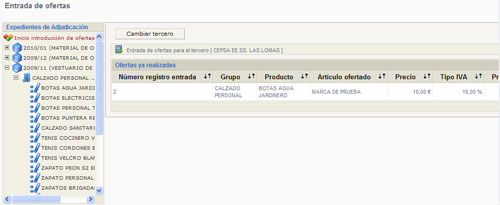 Entrada de ofertas
Expedientes de Adjudicación
Inicio introducción de ofertas
2010/01 (MATERIAL DE O
2009/12 (MATERIAL DE O
2009/11 (VESTUARIO DE
CALZADO PERSONAL ...
BOTAS AGUA JARDI
BOTAS ELECTRICIS
BOTAS PERSONAL
BOTAS PUNTERA RE
CALZADO SANITARI
TENIS COCINERO V
TENIS CORDONES E
TENIS VELCRO BLAN
ZAPATO PEON S2 E
ZAPATO PERSONAL
ZAPATOS BRIGADAS
Cambiar tercero
Entrada de ofertas para el tercero [ CEPSA EE SS. LAS LOMAS ]
Ofertas ya realizadas
Número registro entrada Grupo Producto Artículo ofertado Precio Tipo IVA Pr
2 CALZADO PERSONAL BOTAS AGUA JARDINERO MARCA DE PRUEBA 10,00 € 16,00 %